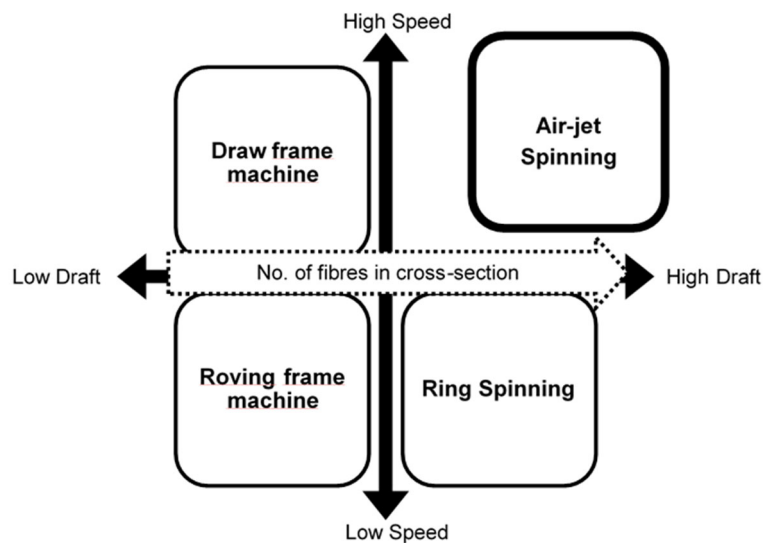 High Speed
Draw frame
machine
Air-jet
Spinning
Low Draft
No. of fibres in cross-section
High Draft
Roving frame
machine
Ring Spinning
Low Speed